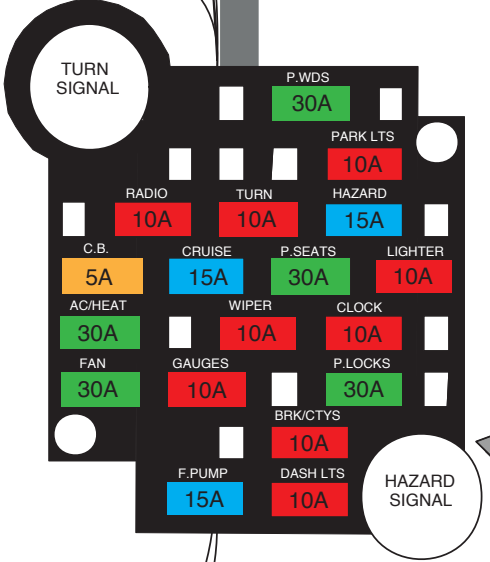 TURN
SIGNAL
P.WDS
30A
PARK LTS
10A
RADIO TURN HAZARD
10A 10A 15A
C.B. CRUISE P.SEATS LIGHTER
5A 15A 30A 10A
AC/HEAT WIPER CLOCK
30A 10A 10A
FAN GAUGES P.LOCKS
30A 10A 30A
BRK/CTYS
10A
F.PUMP DASH LTS
15A 10A
HAZARD
SIGNAL